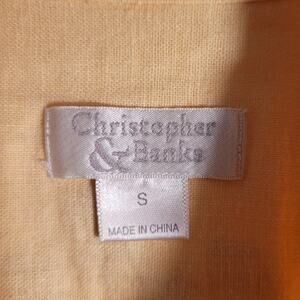 Christopher
& Banks
S
MADE IN CHINA